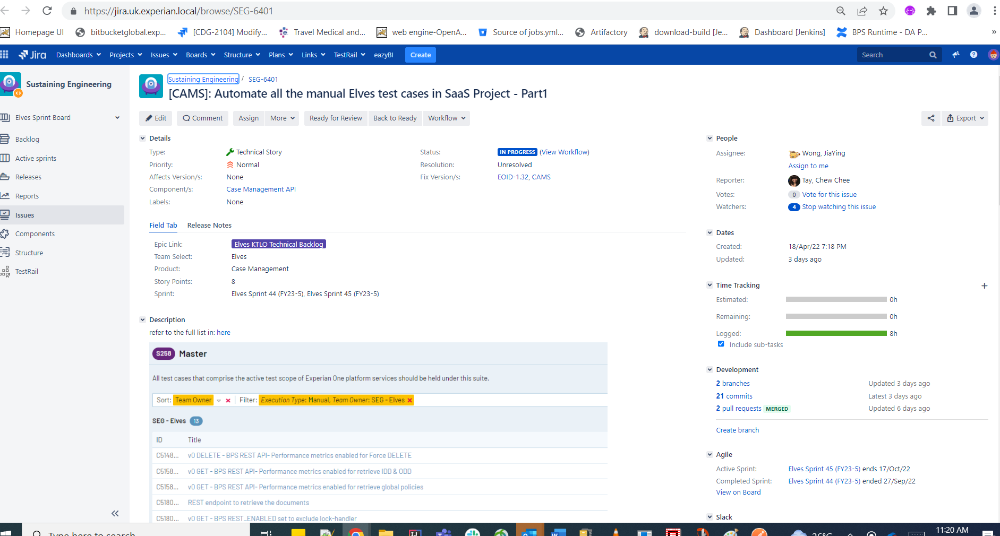 https://jira.uk.experian.local/browse/SEG-6401
Homepage UI
bitbucketglobal.exp...
[CDG-2104] Modify,...
Travel Medical and...
web engine-OpenA...
Source of jobs.yml...
Artifactory
download-build [Je...
Dashboard [Jenkins]
BPS Runtime - DA P...
»
Jira
Dashboards
Projects
Issues
Boards
Structure
Plans
Links
TestRail
eazyBI
Create
Search
Sustaining Engineering
Elves Sprint Board
Backlog
Active sprints
Releases
Reports
Issues
Components
Structure
TestRail
Sustaining Engineering / SEG-6401
[CAMS]: Automate all the manual Elves test cases in SaaS Project - Part1
Edit
Comment
Assign
More
Ready for Review
Back to Ready
Workflow
Export
Details
Type: Technical Story
Status: IN PROGRESS (View Workflow)
Priority: Normal
Resolution: Unresolved
Affects Version/s: None
Fix Version/s: EOID-1.32, CAMS
Component/s: Case Management API
Labels: None
Field Tab
Release Notes
Epic Link: Elves KTLO Technical Backlog
Team Select: Elves
Product: Case Management
Story Points: 8
Sprint: Elves Sprint 44 (FY23-5), Elves Sprint 45 (FY23-5)
Description
refer to the full list in: here
S258 Master
All test cases that comprise the active test scope of Experian One platform services should be held under this suite.
Sort: Team Owner Filter: Execution Type: Manual, Team Owner: SEG - Elves
SEG - Elves 13
ID Title
C5148... v0 DELETE - BPS REST API- Performance metrics enabled for Force DELETE
C5158... v0 GET - BPS REST API- Performance metrics enabled for retrieve IDD & ODD
C5158... v0 GET - BPS REST API- Performance metrics enabled for retrieve global policies
C5180... REST endpoint to retrieve the documents
C5180... v0 GET - BPS REST_ENABLED set to exclude lock-handler
People
Assignee: Wong, JiaYing
Assign to me
Reporter: Tay, Chew Chee
Votes: 0 Vote for this issue
Watchers: 4 Stop watching this issue
Dates
Created: 18/Apr/22 7:18 PM
Updated: 3 days ago
Time Tracking
Estimated: 0h
Remaining: 0h
Logged: 8h
Include sub-tasks
Development
2 branches Updated 3 days ago
21 commits Latest 3 days ago
2 pull requests MERGED Updated 6 days ago
Create branch
Agile
Active Sprint: Elves Sprint 45 (FY23-5) ends 17/Oct/22
Completed Sprint: Elves Sprint 44 (FY23-5) ended 27/Sep/22
View on Board
Slack
Type here to search
26°C
11:20 AM